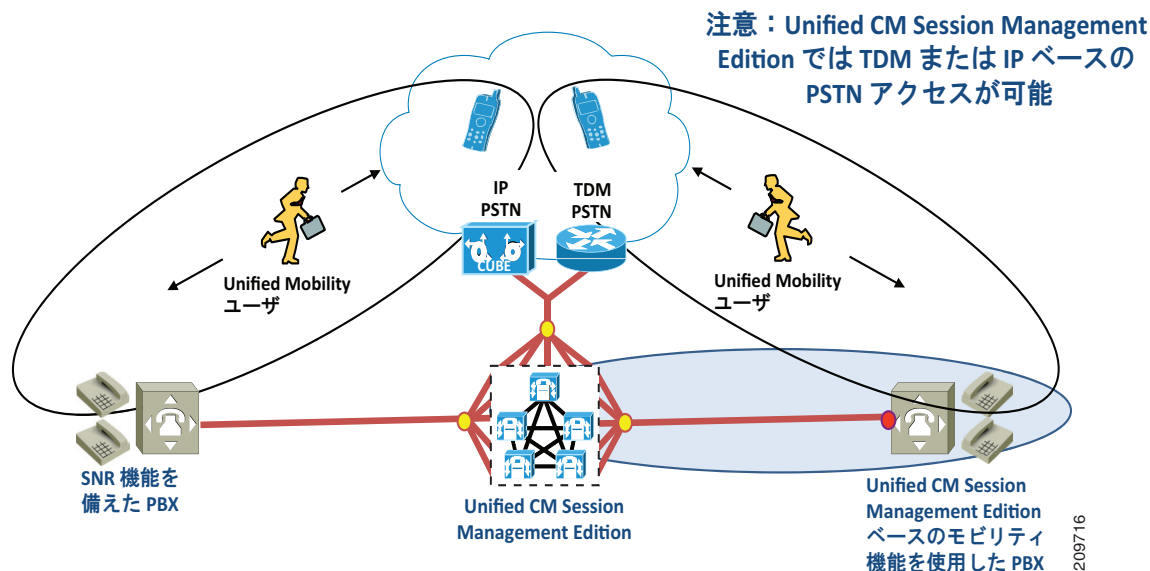 注意：Unified CM Session Management
Edition では TDM または IP ベースの
PSTN アクセスが可能
IP
PSTN
TDM
PSTN
CUBE
Unified Mobility
ユーザ
Unified Mobility
ユーザ
SNR 機能を
備えた PBX
Unified CM Session
Management Edition
Unified CM Session
Management Edition
ベースのモビリティ
機能を使用した PBX
209716